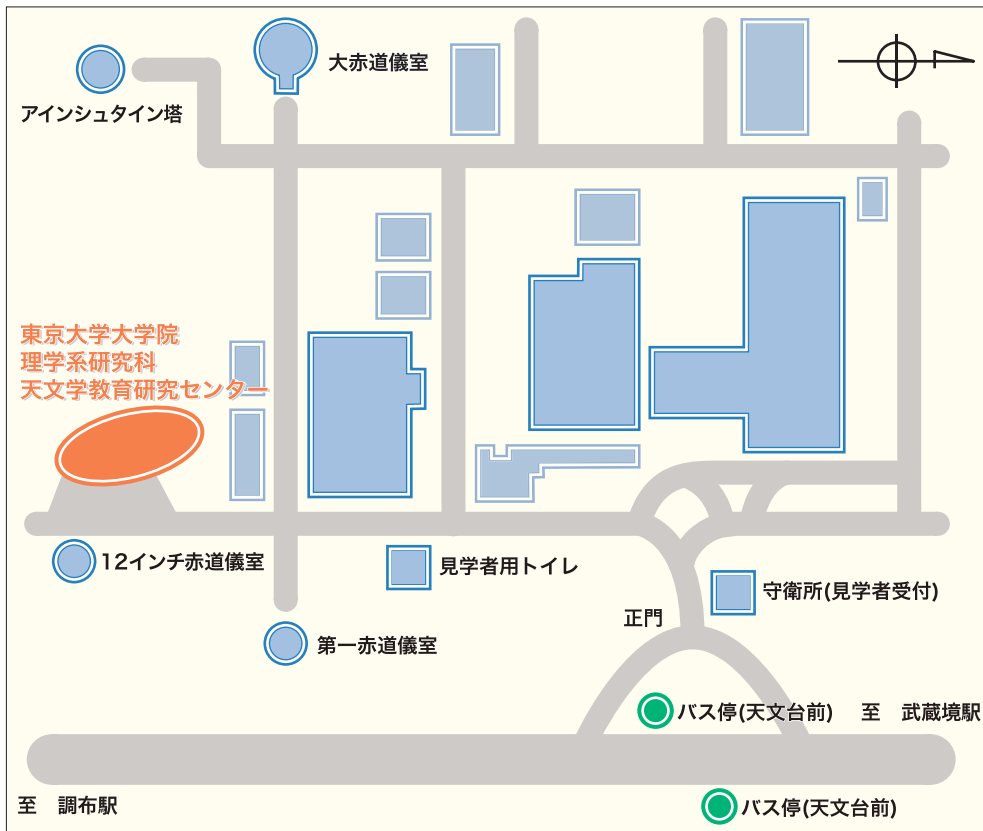 大赤道儀室
アインシュタイン塔
東京大学大学院
理学系研究科
天文学教育研究センター
12インチ赤道儀室
見学者用トイレ
守衛所(見学者受付)
正門
第一赤道儀室
バス停(天文台前)　至　武蔵境駅
至　調布駅
バス停(天文台前)